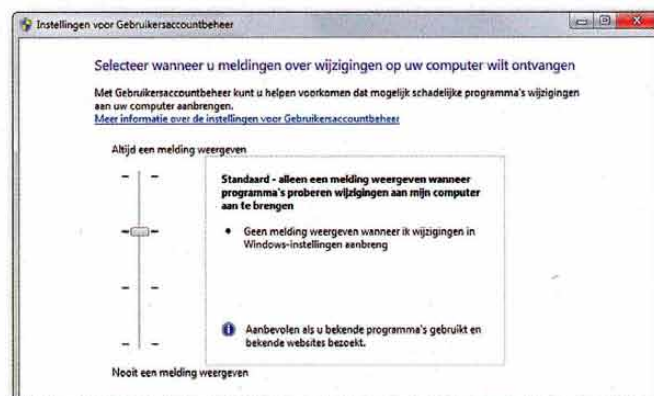 Instellingen voor Gebruikersaccountbeheer
Selecteer wanneer u meldingen over wijzigingen op uw computer wilt ontvangen
Met Gebruikersaccountbeheer kunt u helpen voorkomen dat mogelijk schadelijke programma's wijzigingen
aan uw computer aanbrengen.
Meer informatie over de instellingen voor Gebruikersaccountbeheer
Altijd een melding weergeven
Standaard - alleen een melding weergeven wanneer
programma's proberen wijzigingen aan mijn computer
aan te brengen
• Geen melding weergeven wanneer ik wijzigingen in
Windows-instellingen aanbreng
Aanbevolen als u bekende programma's gebruikt en
bekende websites bezoekt.
Nooit een melding weergeven